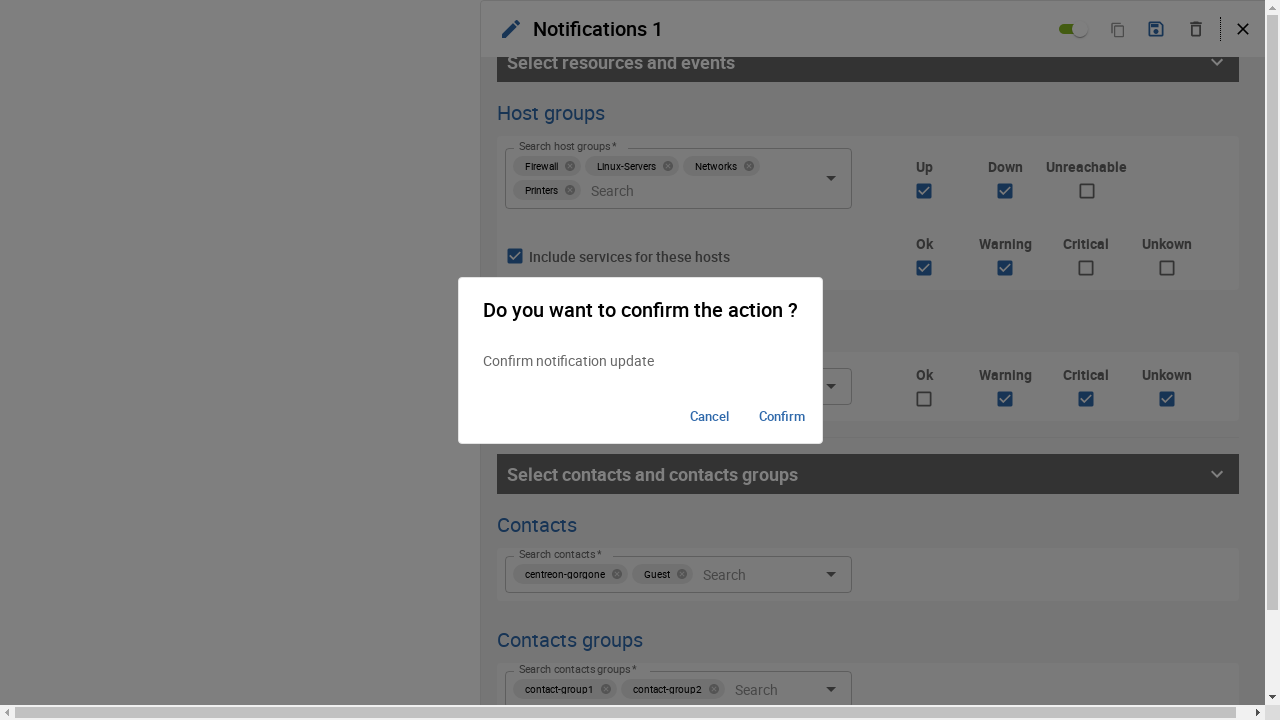 Notifications 1
Select resources and events
Host groups
Search host groups *
Firewall
Linux-Servers
Networks
Printers
Search
Up
Down
Unreachable
Include services for these hosts
Ok
Warning
Critical
Unkown
Do you want to confirm the action ?
Confirm notification update
Cancel
Confirm
Ok
Warning
Critical
Unkown
Select contacts and contacts groups
Contacts
Search contacts *
centreon-gorgone
Guest
Search
Contacts groups
Search contacts groups *
contact-group1
contact-group2
Search